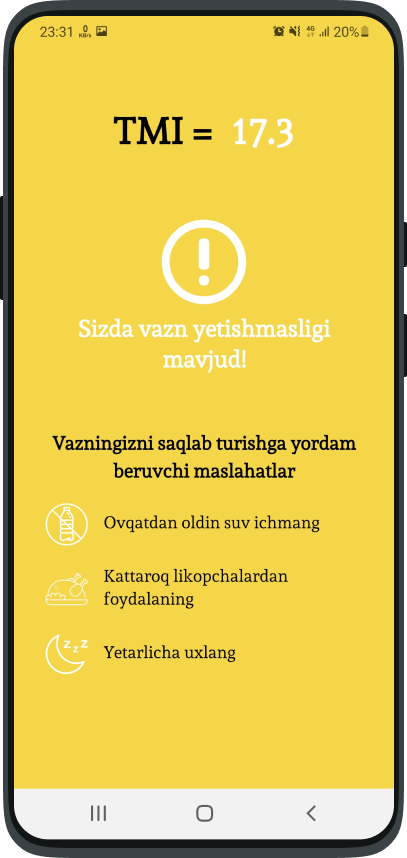 23:31 0 KB/s 4G 20%
TMI = 17.3
Sizda vazn yetishmasligi
mavjud!
Vazningizni saqlab turishga yordam
beruvchi maslahatlar
Ovqatdan oldin suv ichmang
Kattaroq likopchalardan
foydalaning
z z z
Yetarlicha uxlang